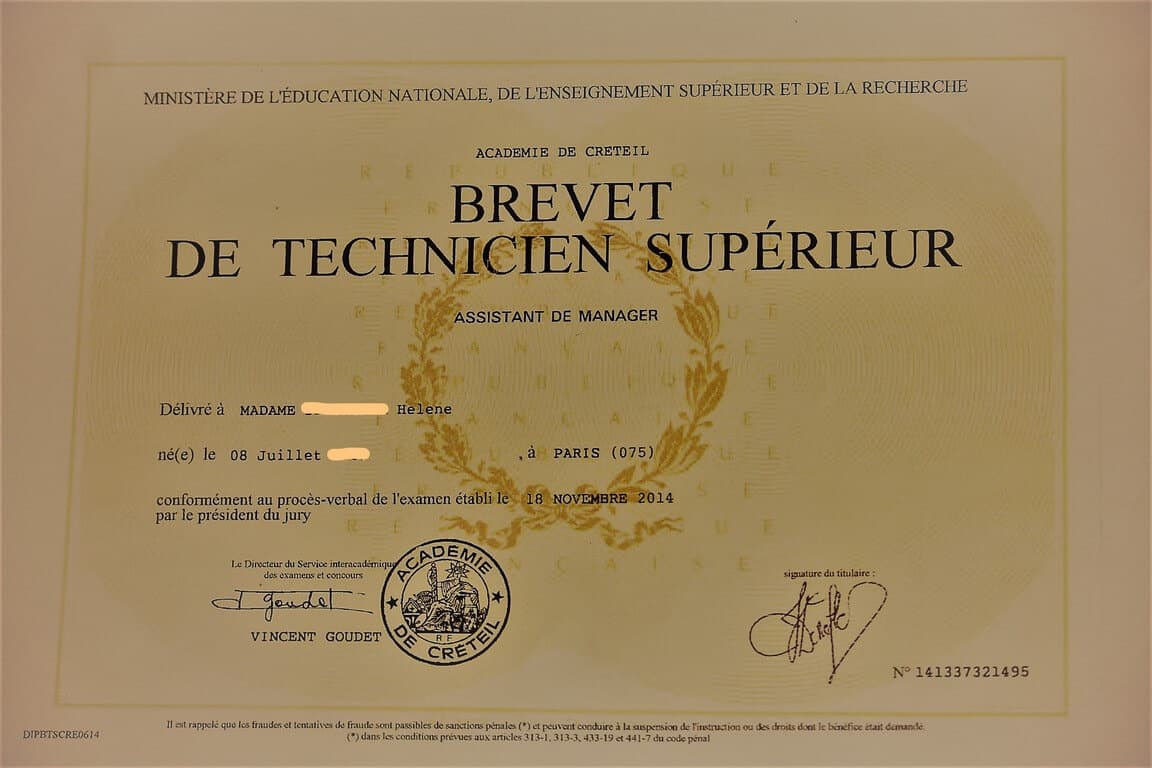 MINISTÈRE DE L'ÉDUCATION NATIONALE, DE L'ENSEIGNEMENT SUPÉRIEUR ET DE LA RECHERCHE
ACADEMIE DE CRETEIL
BREVET
DE TECHNICIEN SUPÉRIEUR
ASSISTANT DE MANAGER
Délivré à MADAME Helene
né(e) le 08 Juillet , à PARIS (075)
conformément au procès-verbal de l'examen établi le 18 NOVEMBRE 2014
par le président du jury
Le Directeur du Service interacadémique
des examens et concours
Goudet
VINCENT GOUDET
ACADEMIE
DE CRÉTEIL
RF
signature du titulaire :
N° 141337321495
Il est rappelé que les fraudes et tentatives de fraude sont passibles de sanctions pénales (*) et peuvent conduire à la suspension de l'instruction ou des droits dont le bénéfice était demandé.
(*) dans les conditions prévues aux articles 313-1, 313-3, 433-19 et 441-7 du code pénal
DIPBTSCRE0614